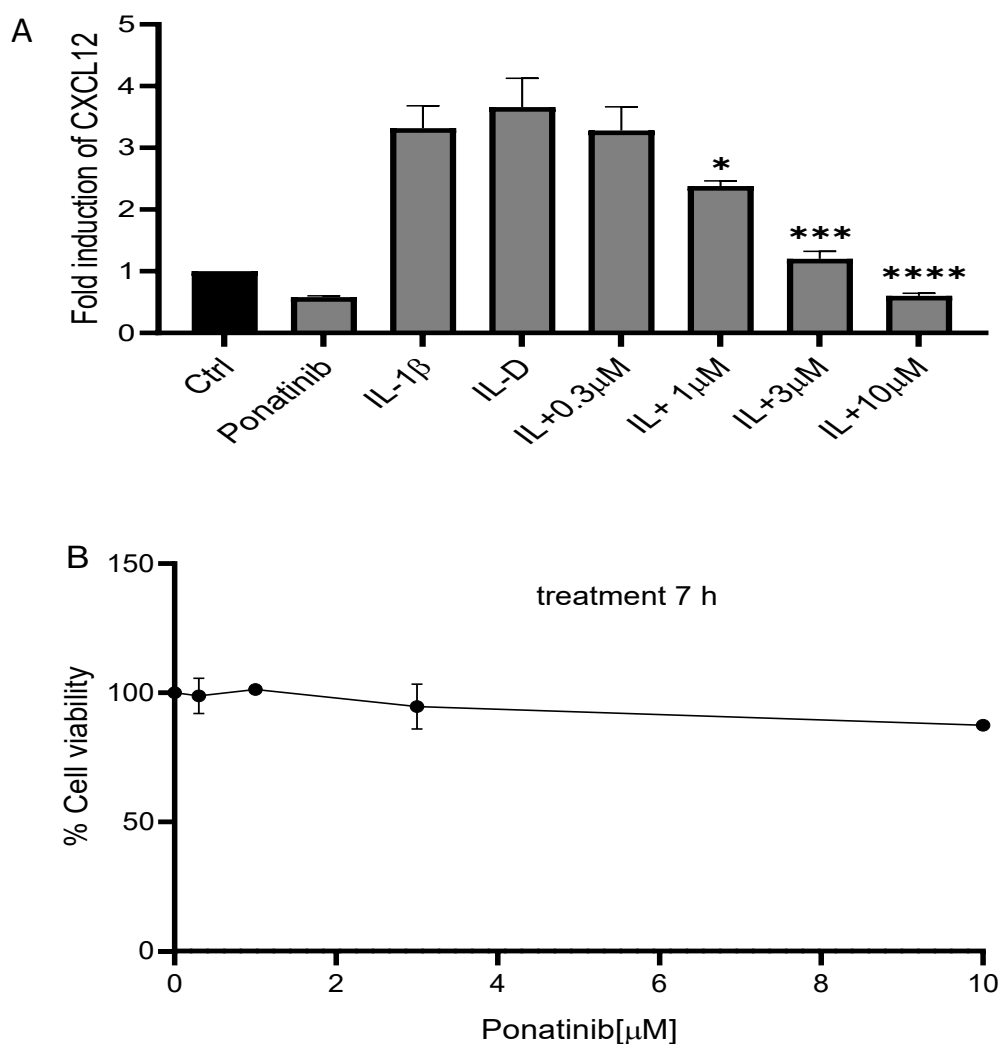 A
Fold induction of CXCL12
5
4
3
2
1
0
*
***
****
Ctrl
Ponatinib
IL-1β
IL-D
IL+0.3μM
IL+ 1μM
IL+3μM
IL+10μM
B
treatment 7 h
% Cell viability
150
100
50
0
0 2 4 6 8 10
Ponatinib[μM]